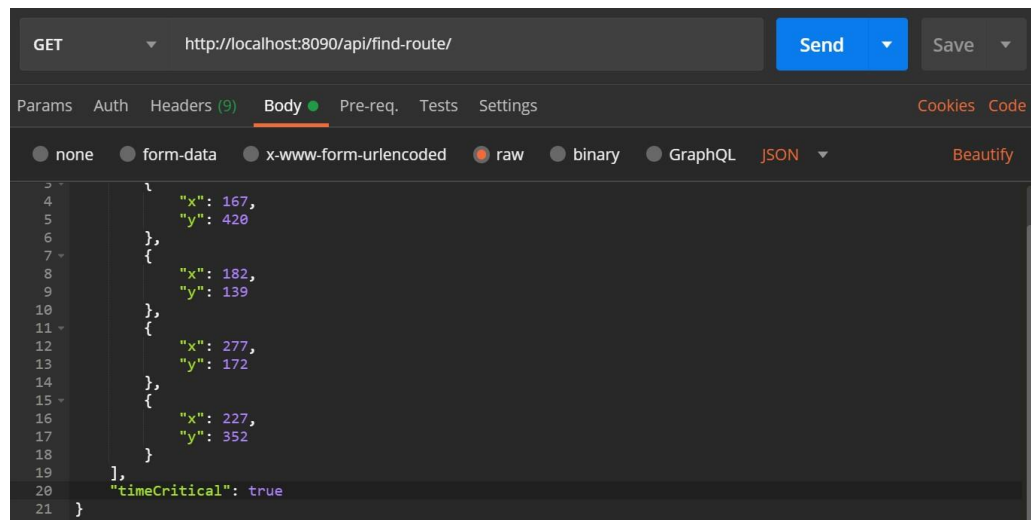 GET http://localhost:8090/api/find-route/ Send Save
Params Auth Headers (9) Body Pre-req. Tests Settings Cookies Code
none form-data x-www-form-urlencoded raw binary GraphQL JSON Beautify
3 {
4 "x": 167,
5 "y": 420
6 },
7 {
8 "x": 182,
9 "y": 139
10 },
11 {
12 "x": 277,
13 "y": 172
14 },
15 {
16 "x": 227,
17 "y": 352
18 }
19 ],
20 "timeCritical": true
21 }